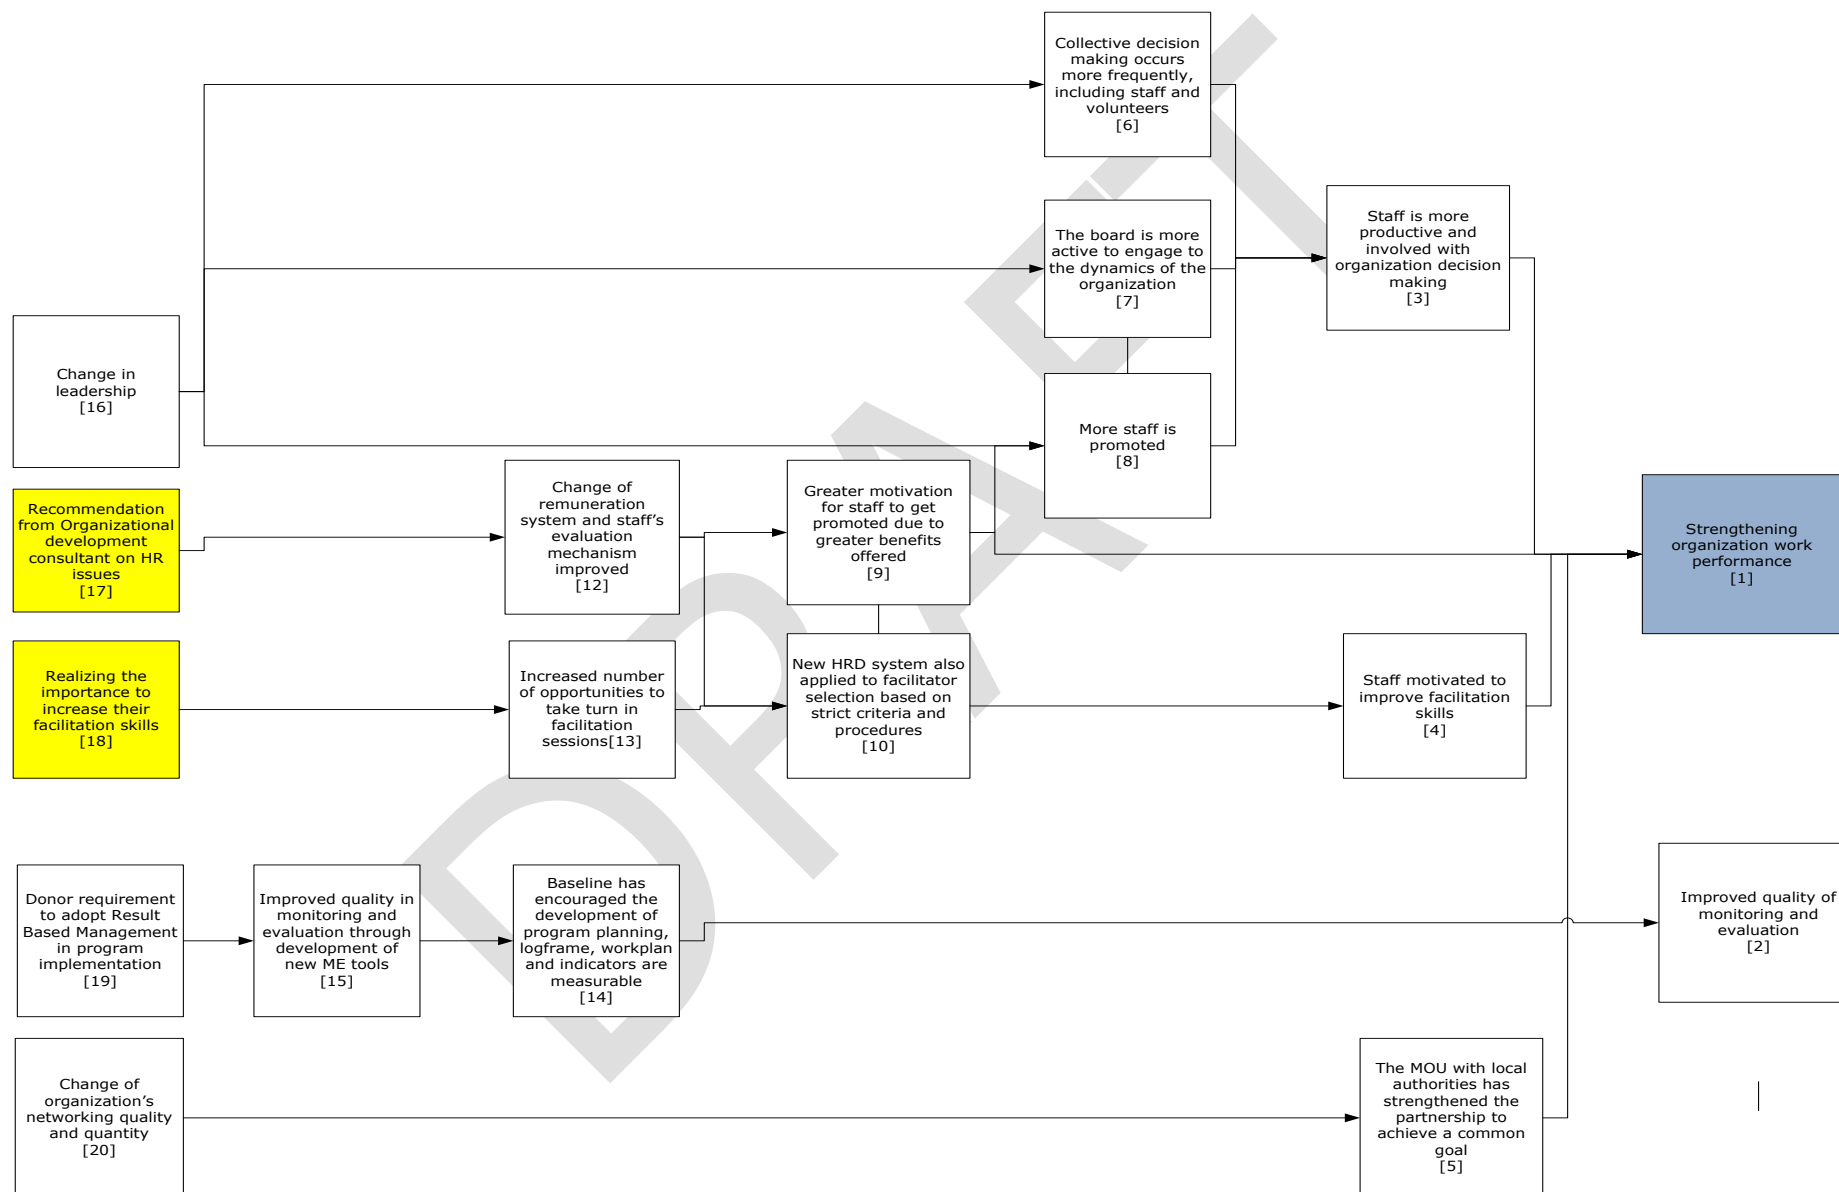 Collective decision
making occurs
more frequently,
including staff and
volunteers
[6]
The board is more
active to engage to
the dynamics of the
organization
[7]
Staff is more
productive and
involved with
organization decision
making
[3]
Change in
leadership
[16]
More staff is
promoted
[8]
Recommendation
from Organizational
development
consultant on HR
issues
[17]
Change of
remuneration
system and staff's
evaluation
mechanism
improved
[12]
Greater motivation
for staff to get
promoted due to
greater benefits
offered
[9]
Strengthening
organization work
performance
[1]
Realizing the
importance to
increase their
facilitation skills
[18]
Increased number
of opportunities to
take turn in
facilitation
sessions[13]
New HRD system also
applied to facilitator
selection based on
strict criteria and
procedures
[10]
Staff motivated to
improve facilitation
skills
[4]
Donor requirement
to adopt Result
Based Management
in program
implementation
[19]
Improved quality in
monitoring and
evaluation through
development of
new ME tools
[15]
Baseline has
encouraged the
development of
program planning,
logframe, workplan
and indicators are
measurable
[14]
Improved quality of
monitoring and
evaluation
[2]
Change of
organization's
networking quality
and quantity
[20]
The MOU with local
authorities has
strengthened the
partnership to
achieve a common
goal
[5]
DRAFT